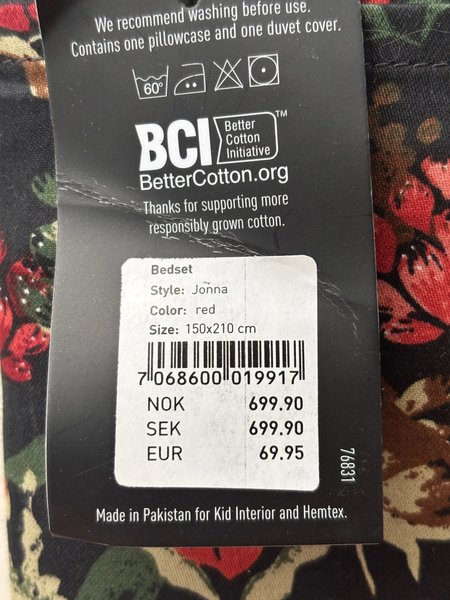 We recommend washing before use.
Contains one pillowcase and one duvet cover.
60°
BCI Better
Cotton
Initiative
TM
BetterCotton.org
Thanks for supporting more
responsibly grown cotton.
Bedset
Style: Jonna
Color: red
Size: 150x210 cm
7 068600 019917
NOK 699.90
SEK 699.90
EUR 69.95
76831
Made in Pakistan for Kid Interior and Hemtex.